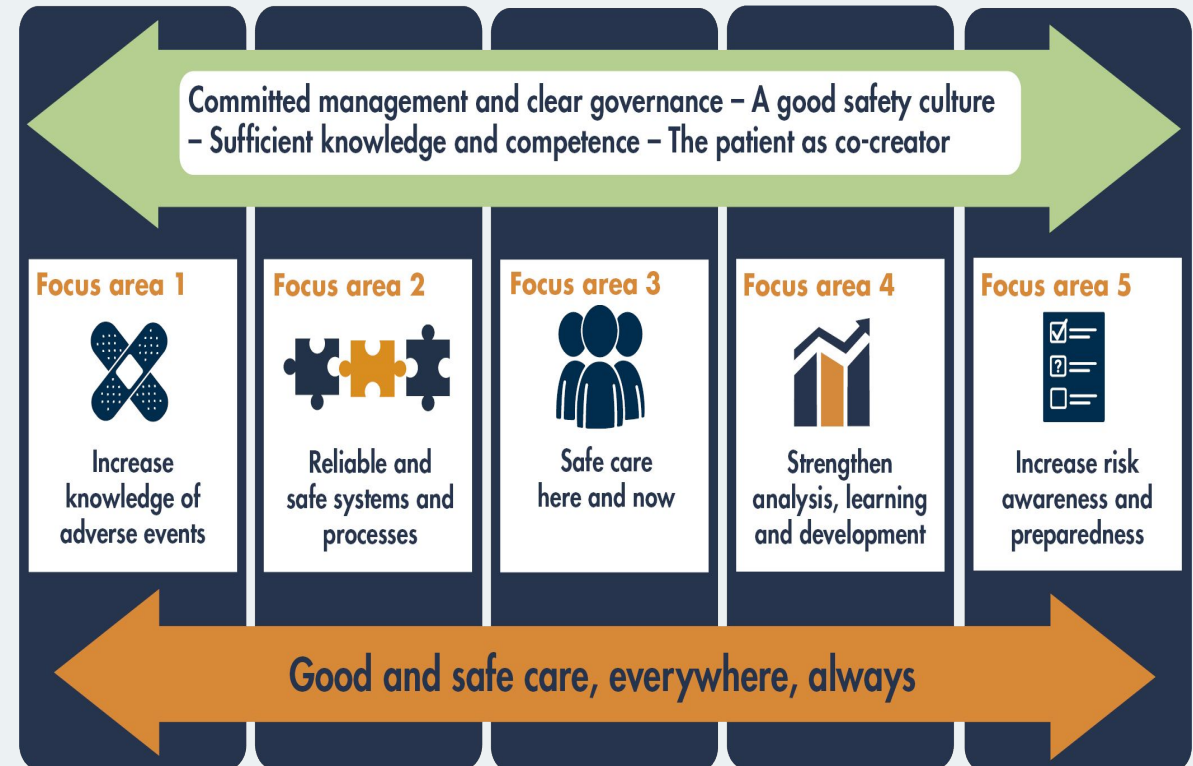 Committed management and clear governance – A good safety culture
– Sufficient knowledge and competence – The patient as co-creator
Focus area 1
Increase
knowledge of
adverse events
Focus area 2
Reliable and
safe systems and
processes
Focus area 3
Safe care
here and now
Focus area 4
Strengthen
analysis, learning
and development
Focus area 5
?
Increase risk
awareness and
preparedness
Good and safe care, everywhere, always